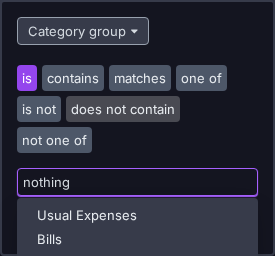 Category group
is contains matches one of
is not does not contain
not one of
nothing
Usual Expenses
Bills